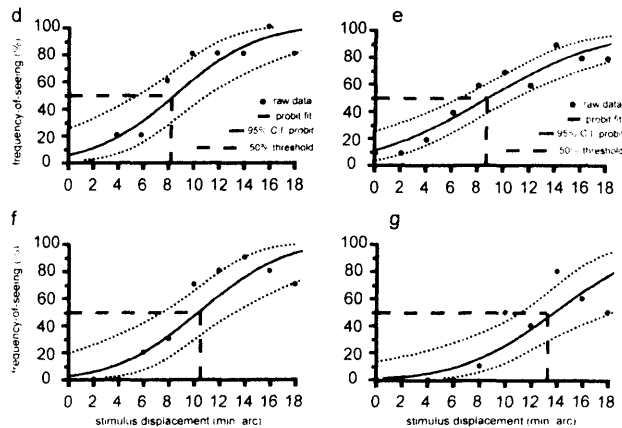 d
frequency-of-seeing (%)
100
80
60
40
20
0
raw data
probit fit
95% C.I. probit
50% threshold
0 2 4 6 8 10 12 14 16 18
e
100
80
60
40
20
0
raw data
probit fit
95% C.I. probit
50% threshold
0 2 4 6 8 10 12 14 16 18
f
frequency-of-seeing (%)
100
80
60
40
20
0
0 2 4 6 8 10 12 14 16 18
stimulus displacement (min. arc)
g
100
80
60
40
20
0
0 2 4 6 8 10 12 14 16 18
stimulus displacement (min. arc)